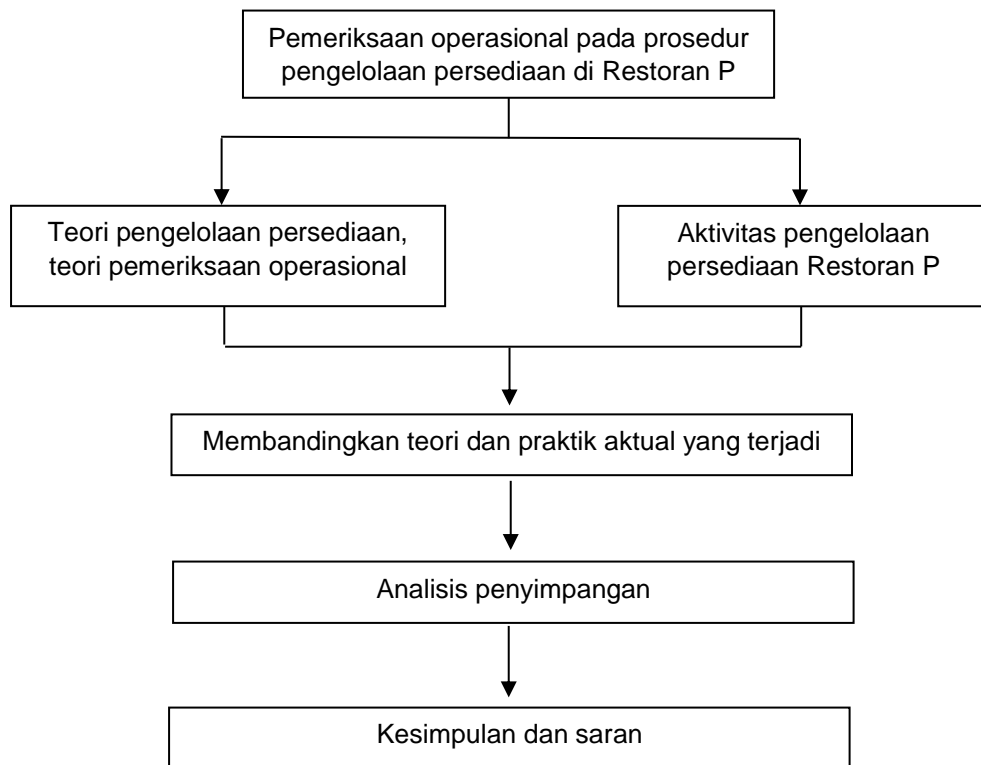 Pemeriksaan operasional pada prosedur
pengelolaan persediaan di Restoran P
Teori pengelolaan persediaan,
teori pemeriksaan operasional
Aktivitas pengelolaan
persediaan Restoran P
Membandingkan teori dan praktik aktual yang terjadi
Analisis penyimpangan
Kesimpulan dan saran